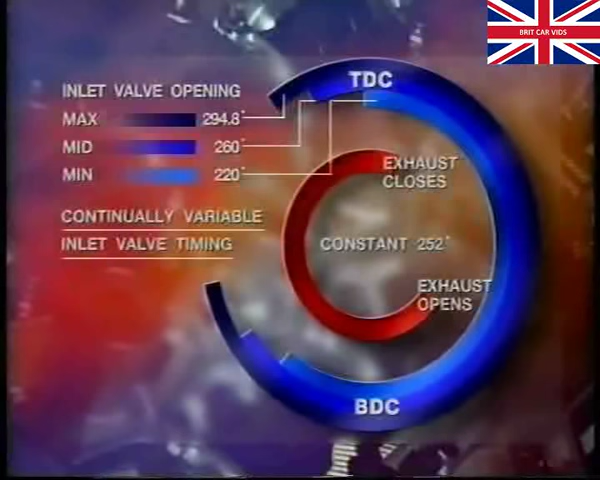 BRIT CAR VIDS
TDC
INLET VALVE OPENING
MAX 294.8°
MID 260°
MIN 220°
EXHAUST
CLOSES
CONTINUALLY VARIABLE
INLET VALVE TIMING
CONSTANT 252°
EXHAUST
OPENS
BDC